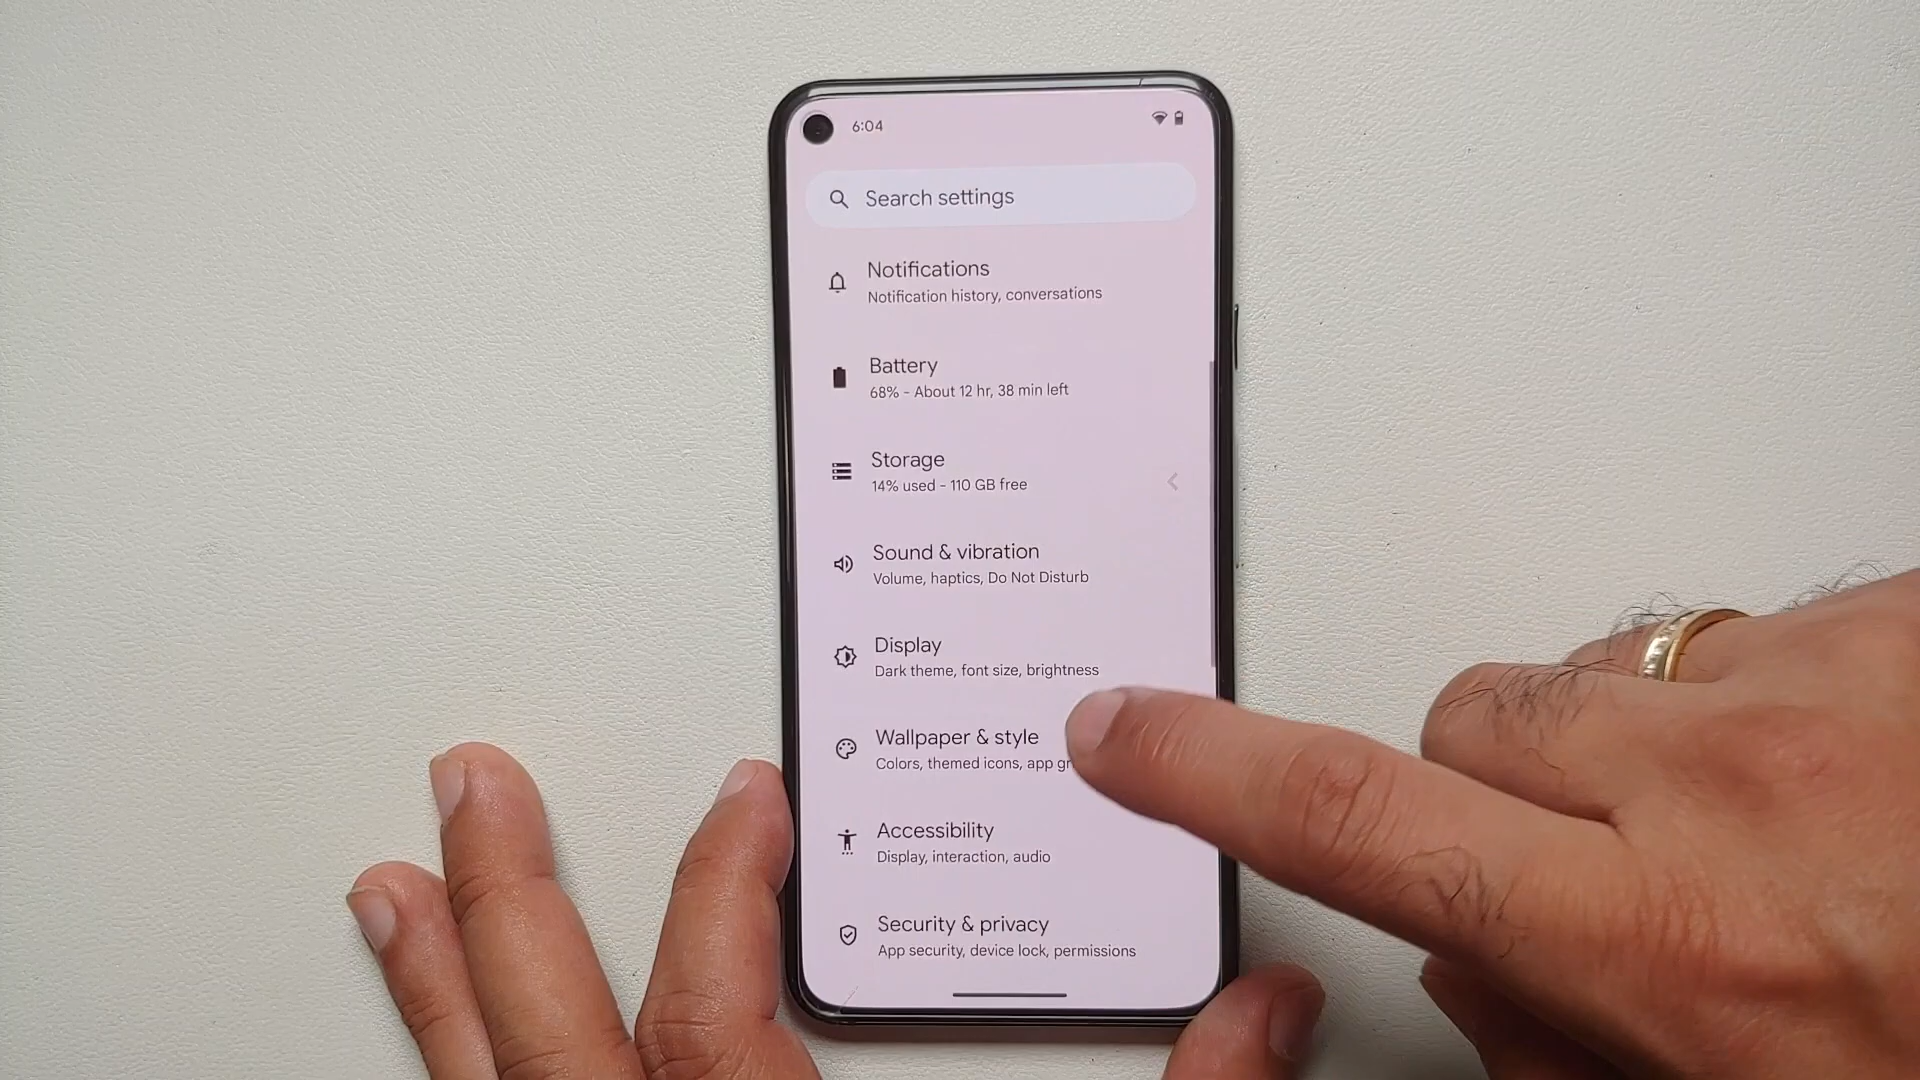 6:04
Search settings
Notifications
Notification history, conversations
Battery
68% - About 12 hr, 38 min left
Storage
14% used - 110 GB free
Sound & vibration
Volume, haptics, Do Not Disturb
Display
Dark theme, font size, brightness
Wallpaper & style
Colors, themed icons, app
Accessibility
Display, interaction, audio
Security & privacy
App security, device lock, permissions